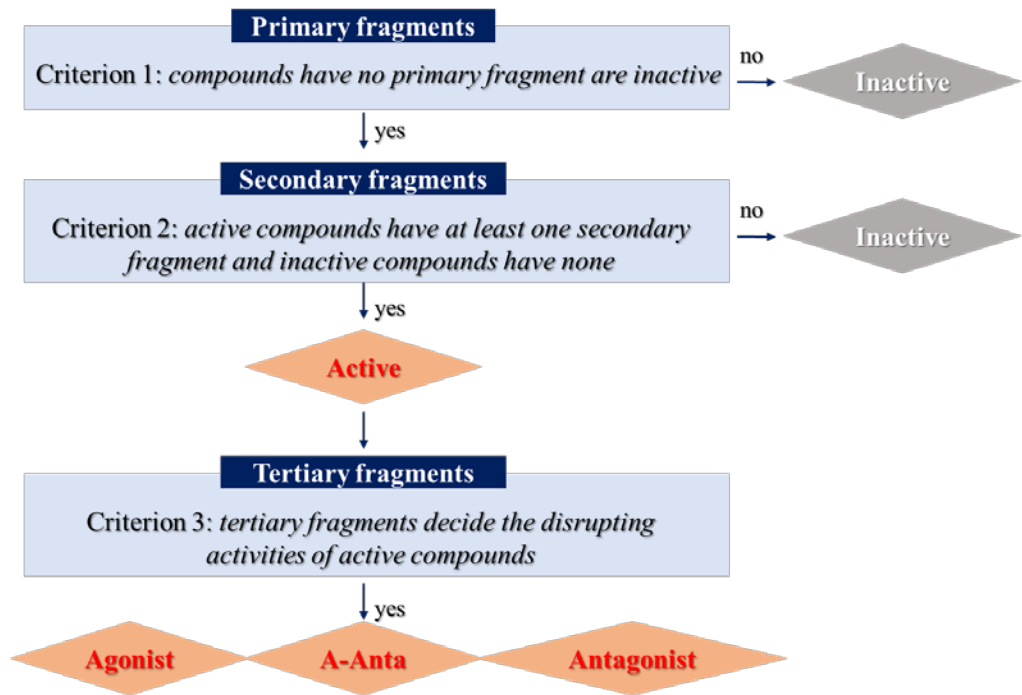 Primary fragments
Criterion 1: compounds have no primary fragment are inactive
no
Inactive
yes
Secondary fragments
Criterion 2: active compounds have at least one secondary
fragment and inactive compounds have none
no
Inactive
yes
Active
Tertiary fragments
Criterion 3: tertiary fragments decide the disrupting
activities of active compounds
yes
Agonist
A-Anta
Antagonist